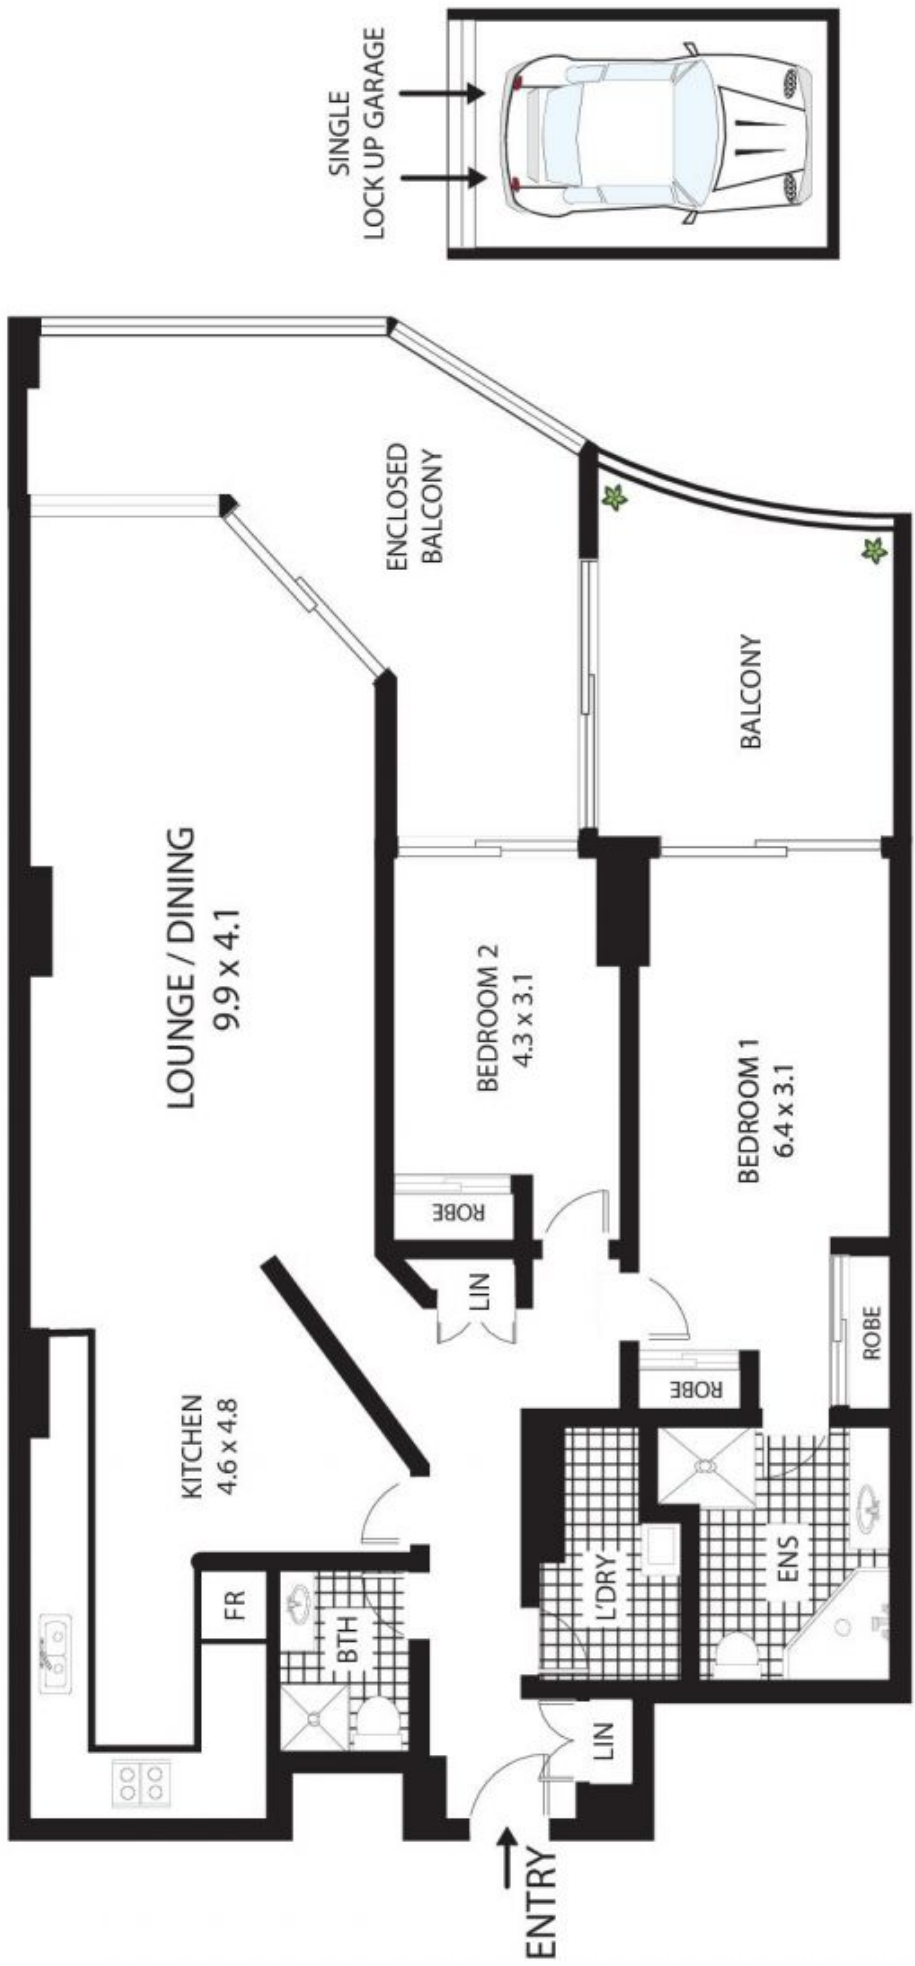 SINGLE
LOCK UP GARAGE
ENCLOSED
BALCONY
BALCONY
LOUNGE / DINING
9.9 x 4.1
BEDROOM 2
4.3 x 3.1
BEDROOM 1
6.4 x 3.1
ROBE
LIN
ROBE
ROBE
KITCHEN
4.6 x 4.8
FR
BTH
L'DRY
ENS
LIN
ENTRY